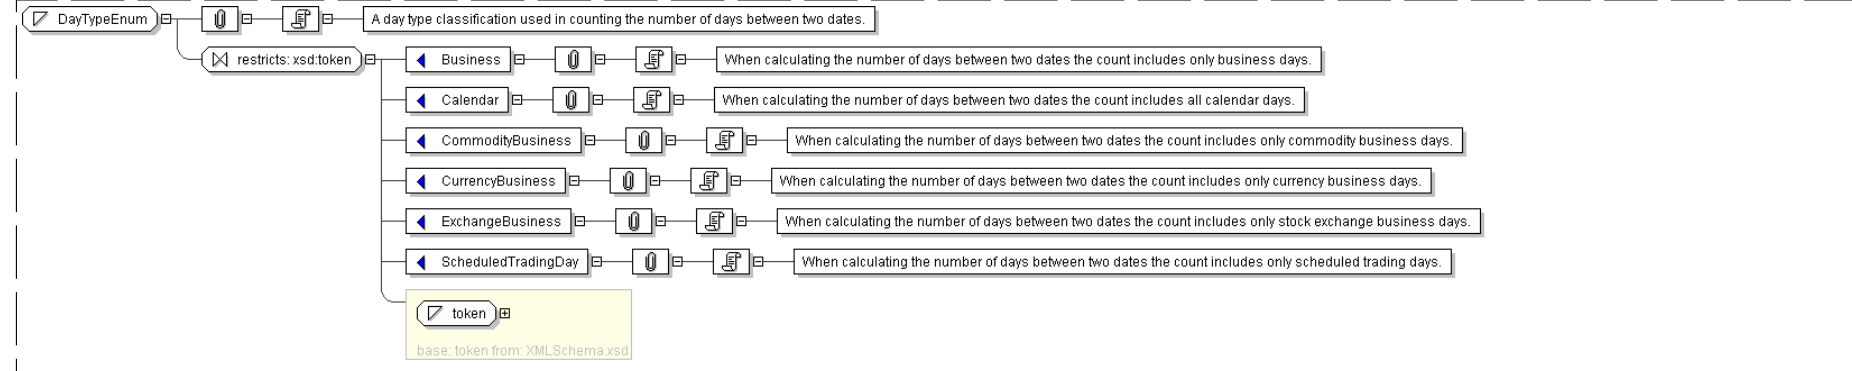 DayTypeEnum A day type classification used in counting the number of days between two dates.
restricts: xsd:token Business When calculating the number of days between two dates the count includes only business days.
Calendar When calculating the number of days between two dates the count includes all calendar days.
CommodityBusiness When calculating the number of days between two dates the count includes only commodity business days.
CurrencyBusiness When calculating the number of days between two dates the count includes only currency business days.
ExchangeBusiness When calculating the number of days between two dates the count includes only stock exchange business days.
ScheduledTradingDay When calculating the number of days between two dates the count includes only scheduled trading days.
token
base: token from: XMLSchema.xsd